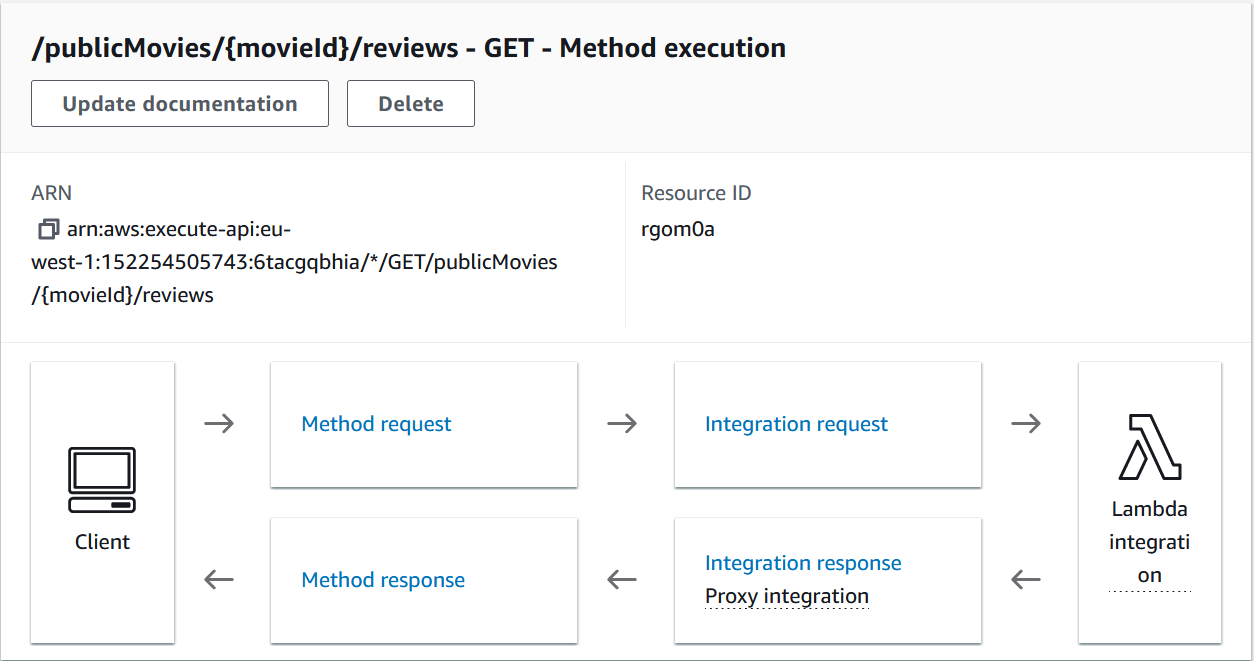 /publicMovies/{movieId}/reviews - GET - Method execution
Update documentation
Delete
ARN
arn:aws:execute-api:eu-
west-1:152254505743:6tacgqbhia/*/GET/publicMovies
/{movieId}/reviews
Resource ID
rgom0a
Client
Method request
Integration request
Lambda
integrati
on
Method response
Integration response
Proxy integration